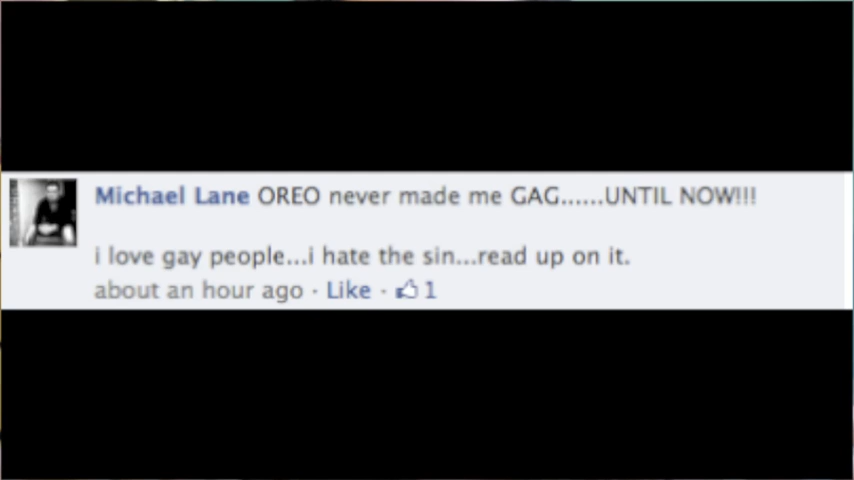 Michael Lane OREO never made me GAG......UNTIL NOW!!!
i love gay people...i hate the sin...read up on it.
about an hour ago · Like · 1